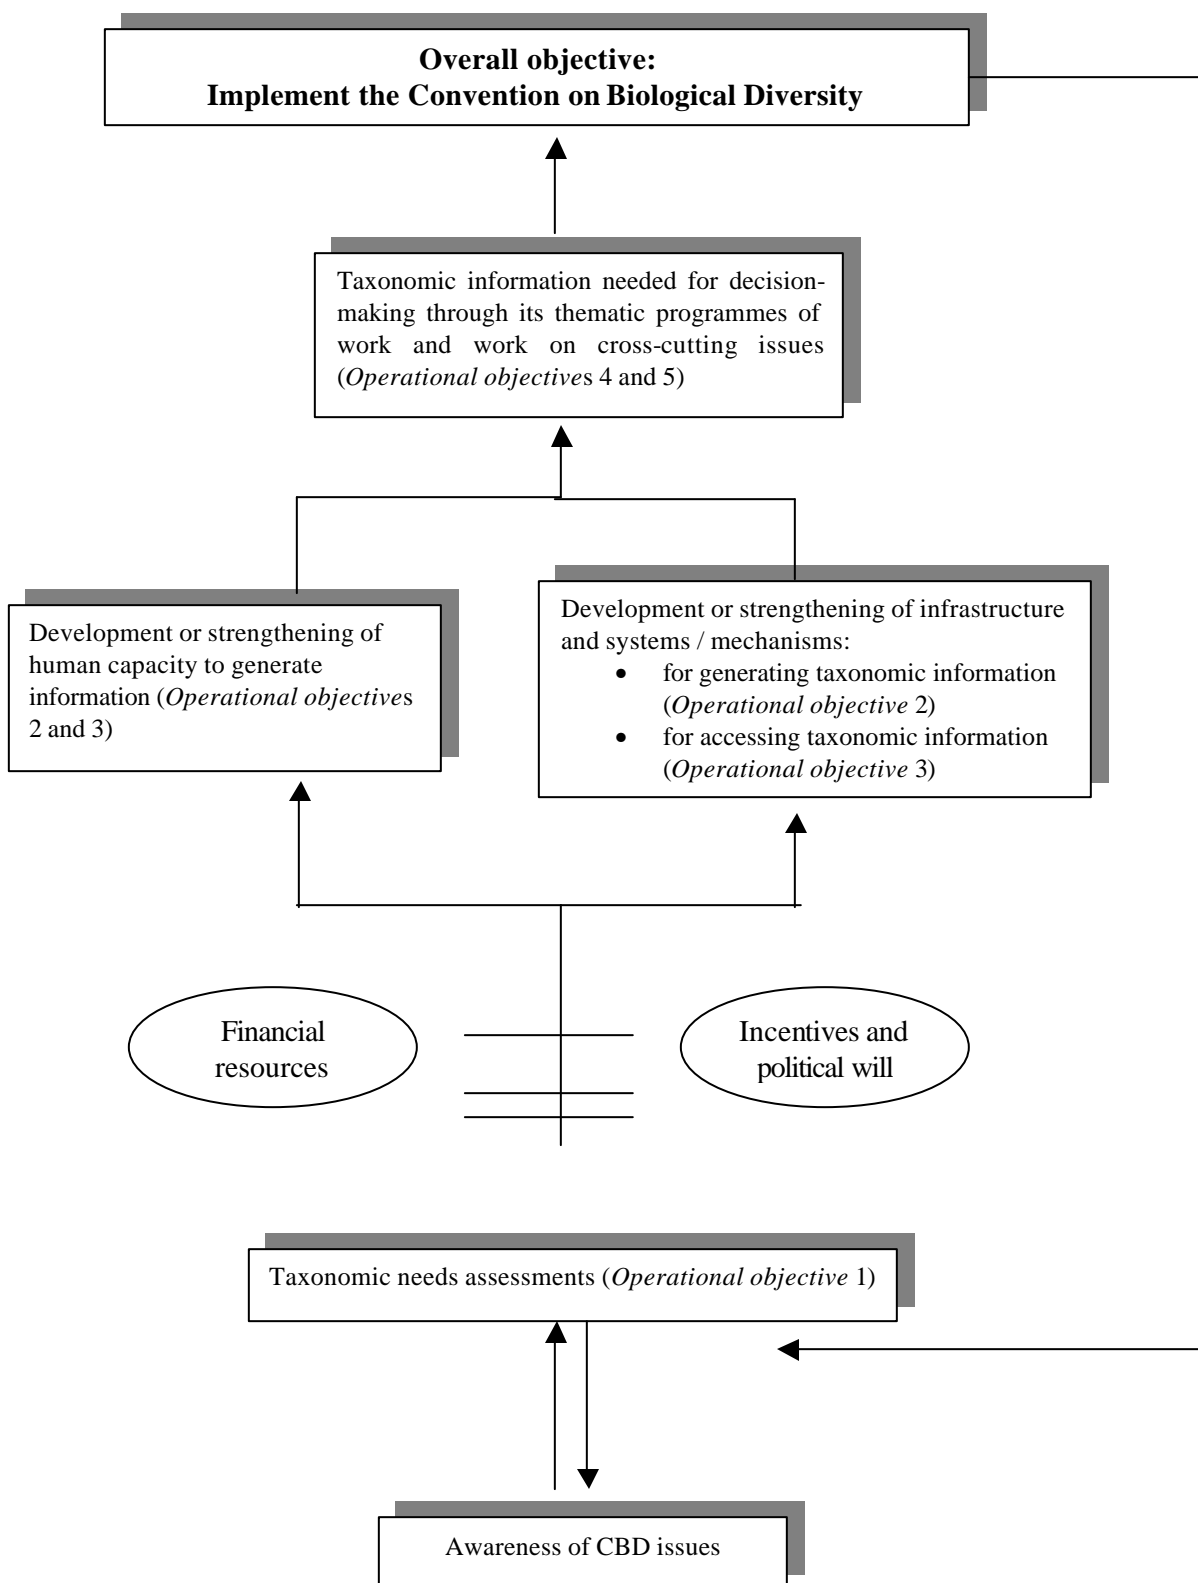 Overall objective:
Implement the Convention on Biological Diversity
Taxonomic information needed for decision-
making through its thematic programmes of
work and work on cross-cutting issues
(Operational objectives 4 and 5)
Development or strengthening of
human capacity to generate
information (Operational objectives
2 and 3)
Development or strengthening of infrastructure
and systems / mechanisms:
• for generating taxonomic information
(Operational objective 2)
• for accessing taxonomic information
(Operational objective 3)
Financial
resources
Incentives and
political will
Taxonomic needs assessments (Operational objective 1)
Awareness of CBD issues